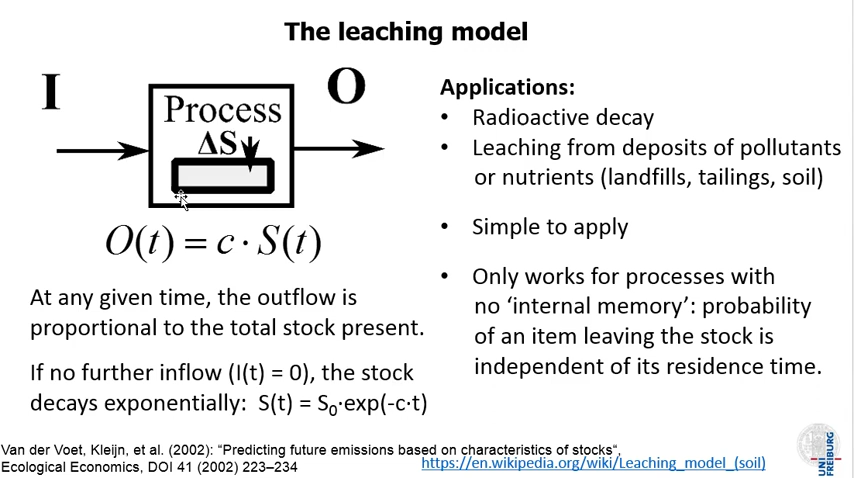 The leaching model
I
O
Process
ΔS
O(t) = c · S(t)
At any given time, the outflow is
proportional to the total stock present.
If no further inflow (I(t) = 0), the stock
decays exponentially: S(t) = S₀·exp(-c·t)
Applications:
• Radioactive decay
• Leaching from deposits of pollutants
or nutrients (landfills, tailings, soil)
• Simple to apply
• Only works for processes with
no ‘internal memory’: probability
of an item leaving the stock is
independent of its residence time.
Van der Voet, Kleijn, et al. (2002): “Predicting future emissions based on characteristics of stocks“,
Ecological Economics, DOI 41 (2002) 223–234
https://en.wikipedia.org/wiki/Leaching_model_(soil)
UNI
FREIBURG